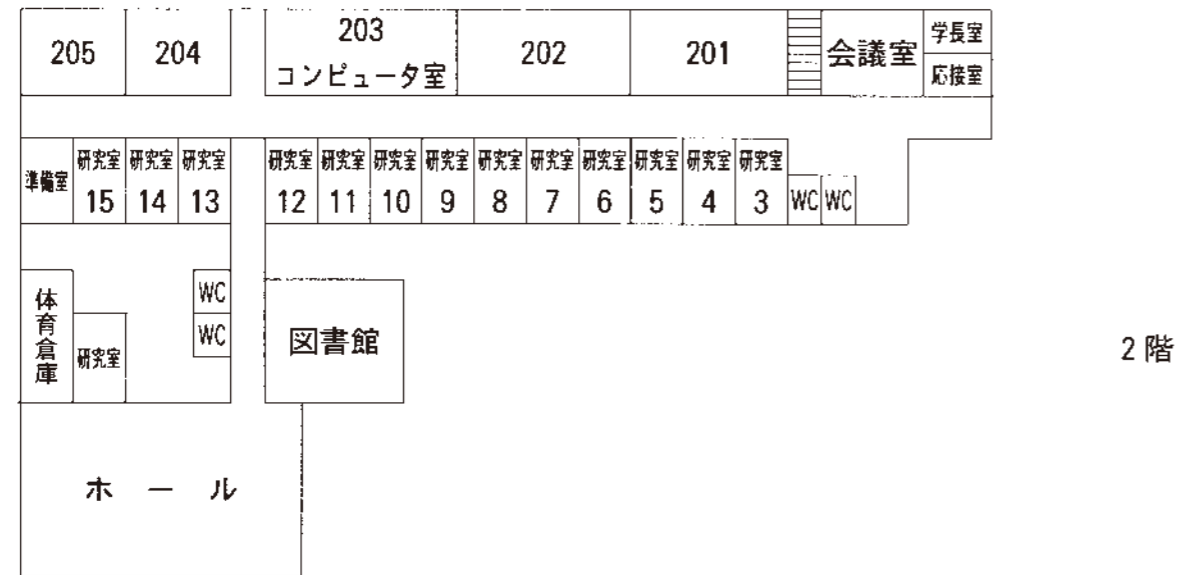 205
204
203
コンピュータ室
202
201
会議室
学長室
応接室
準備室
研究室
15
研究室
14
研究室
13
研究室
12
研究室
11
研究室
10
研究室
9
研究室
8
研究室
7
研究室
6
研究室
5
研究室
4
研究室
3
WC
WC
体育倉庫
研究室
WC
WC
図書館
2階
ホール